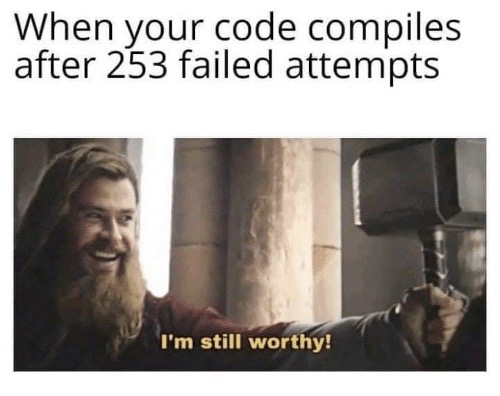 When your code compiles
after 253 failed attempts
I'm still worthy!